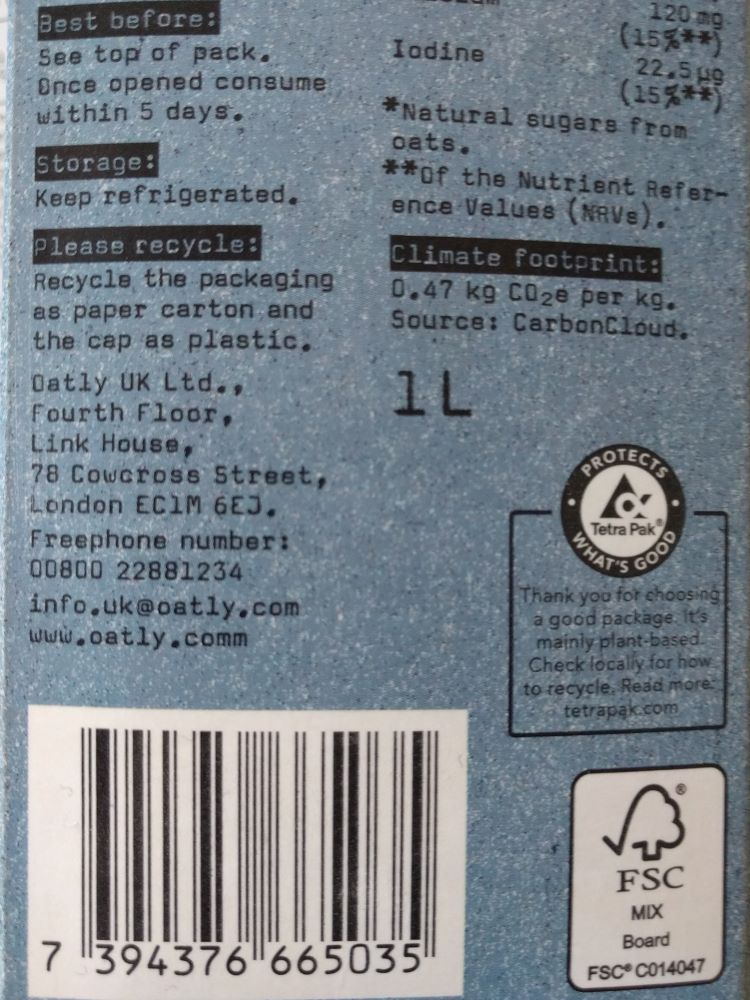 Best before:
See top of pack.
Once opened consume
within 5 days.
Storage:
Keep refrigerated.
Please recycle:
Recycle the packaging
as paper carton and
the cap as plastic.
Oatly UK Ltd.,
Fourth Floor,
Link House,
78 Cowcross Street,
London EC1M 6EJ.
Freephone number:
00800 22881234
info.uk@oatly.com
www.oatly.comm
120 mg
(15%**)
Iodine
22.5 µg
(15%**)
*Natural sugars from
oats.
**Of the Nutrient Refer-
ence Values (NRVs).
Climate footprint:
0.47 kg CO₂e per kg.
Source: CarbonCloud.
1 L
PROTECTS
Tetra Pak®
WHAT'S GOOD
Thank you for choosing
a good package. It's
mainly plant-based.
Check locally for how
to recycle. Read more:
tetrapak.com
7 394376 665035
®
FSC
MIX
Board
FSC® C014047